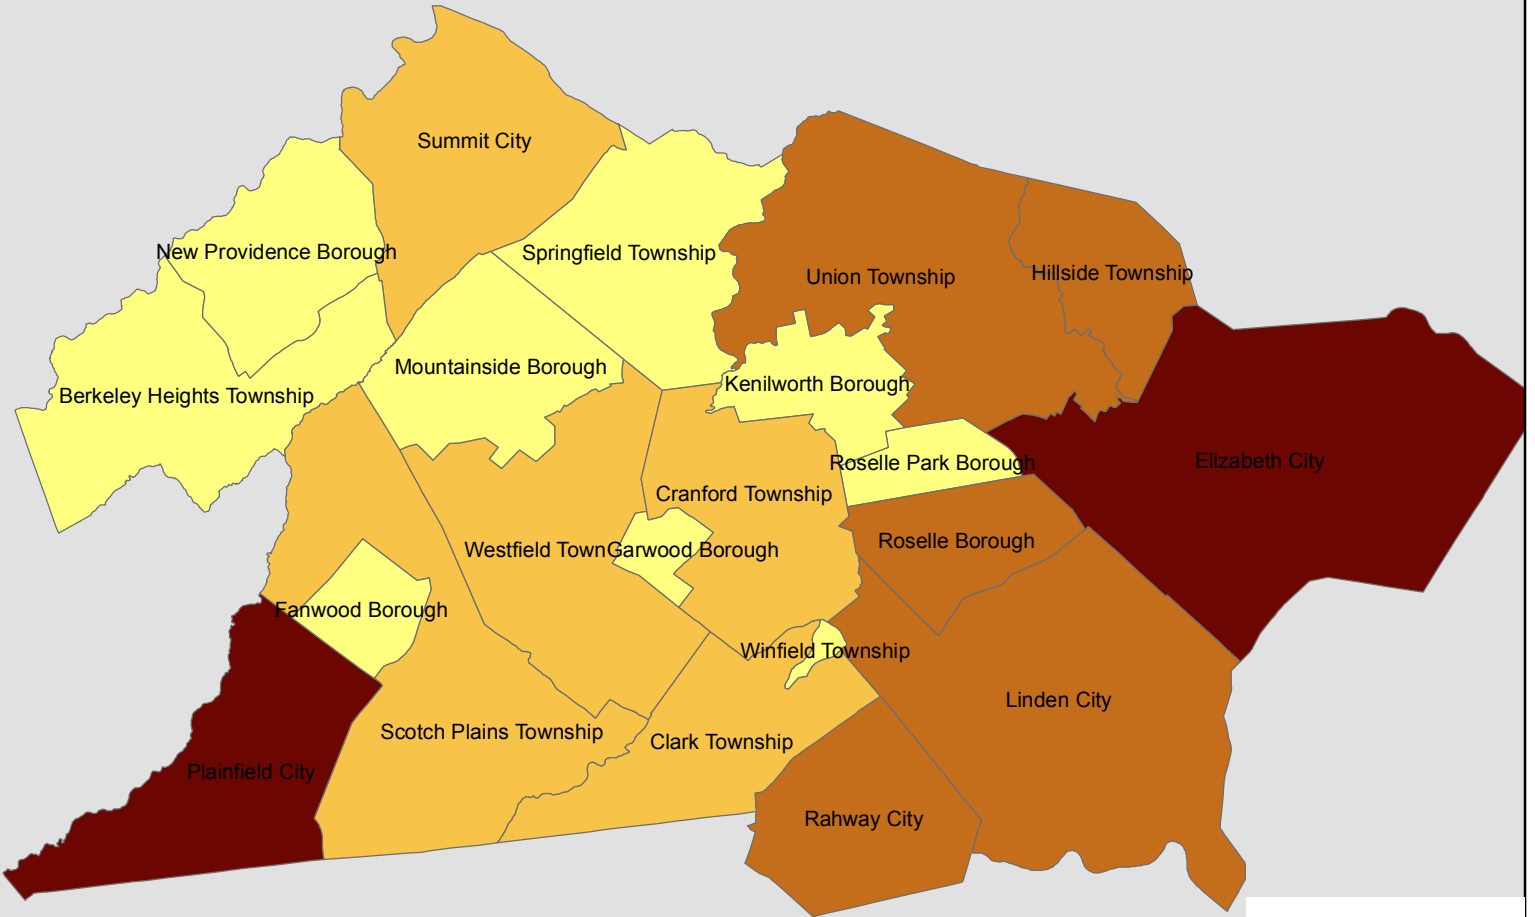 Summit City
New Providence Borough
Springfield Township
Union Township
Hillside Township
Mountainside Borough
Kenilworth Borough
Berkeley Heights Township
Roselle Park Borough
Elizabeth City
Cranford Township
Roselle Borough
Westfield Town
Garwood Borough
Fanwood Borough
Winfield Township
Linden City
Scotch Plains Township
Clark Township
Plainfield City
Rahway City